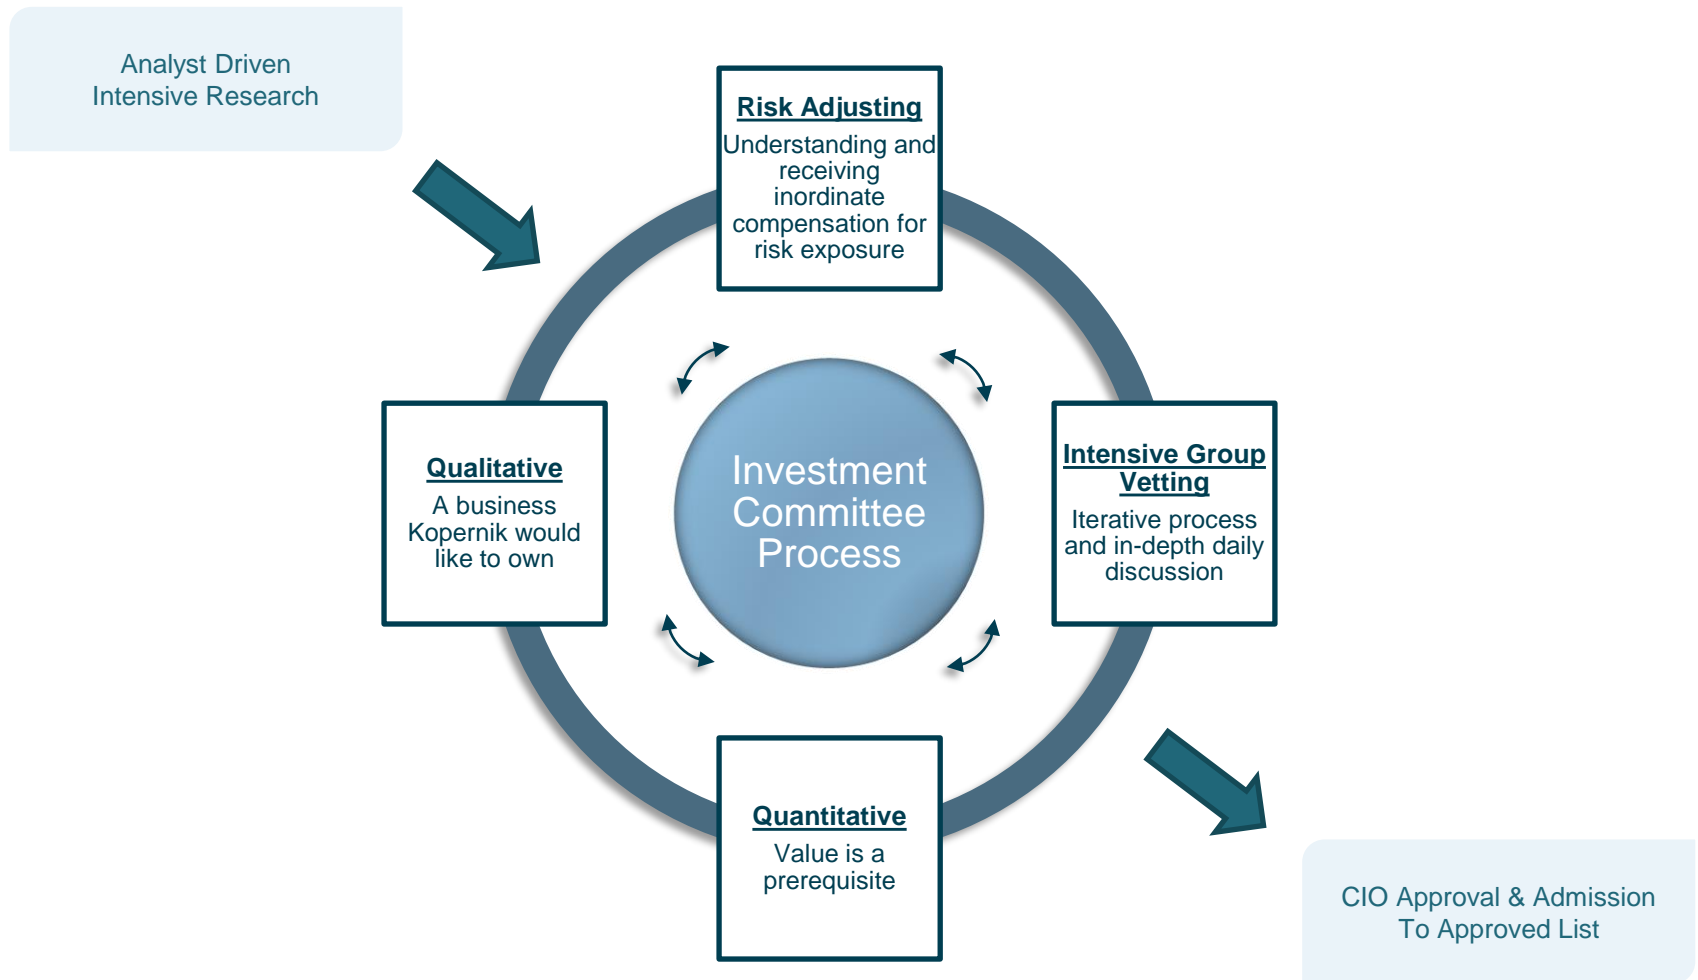 Analyst Driven
Intensive Research
Risk Adjusting
Understanding and
receiving
inordinate
compensation for
risk exposure
Qualitative
A business
Kopernik would
like to own
Investment
Committee
Process
Intensive Group
Vetting
Iterative process
and in-depth daily
discussion
Quantitative
Value is a
prerequisite
CIO Approval & Admission
To Approved List